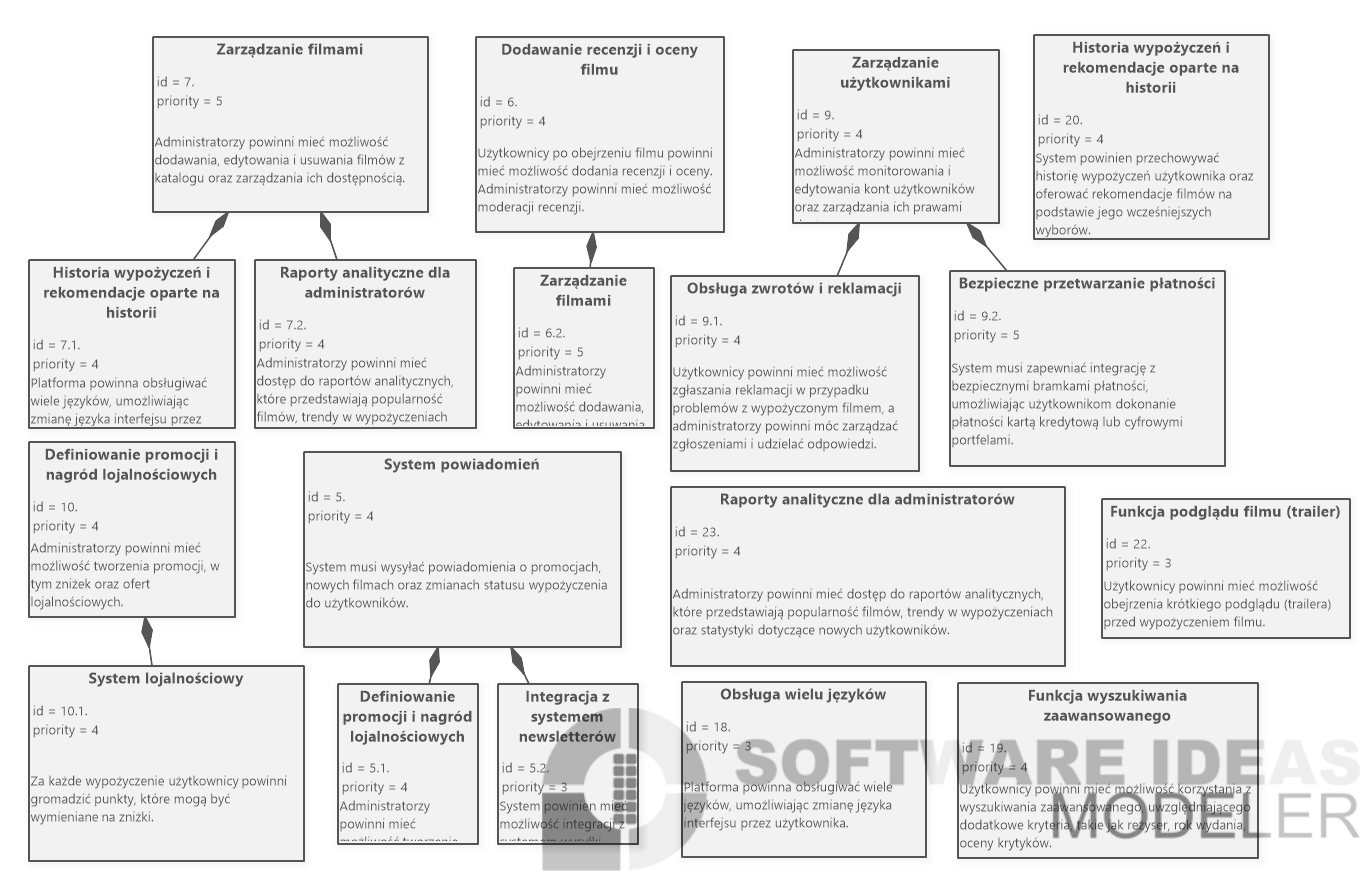 Zarządzanie filmami
id = 7.
priority = 5
Administratorzy powinni mieć możliwość
dodawania, edytowania i usuwania filmów z
katalogu oraz zarządzania ich dostępnością.
Dodawanie recenzji i oceny
filmu
id = 6.
priority = 4
Użytkownicy po obejrzeniu filmu powinni
mieć możliwość dodania recenzji i oceny.
Administratorzy powinni mieć możliwość
moderacji recenzji.
Zarządzanie
użytkownikami
id = 9.
priority = 4
Administratorzy powinni mieć
możliwość monitorowania i
edytowania kont użytkowników
oraz zarządzania ich prawami
Historia wypożyczeń i
rekomendacje oparte na
historii
id = 20.
priority = 4
System powinien przechowywać
historię wypożyczeń użytkownika oraz
oferować rekomendacje filmów na
podstawie jego wcześniejszych
wyborów.
Historia wypożyczeń i
rekomendacje oparte na
historii
id = 7.1.
priority = 4
Platforma powinna obsługiwać
wiele języków, umożliwiając
zmianę języka interfejsu przez
Raporty analityczne dla
administratorów
id = 7.2.
priority = 4
Administratorzy powinni mieć
dostęp do raportów analitycznych,
które przedstawiają popularność
filmów, trendy w wypożyczeniach
Zarządzanie
filmami
id = 6.2.
priority = 5
Administratorzy
powinni mieć
możliwość dodawania,
edytowania i usuwania
Obsługa zwrotów i reklamacji
id = 9.1.
priority = 4
Użytkownicy powinni mieć możliwość
zgłaszania reklamacji w przypadku
problemów z wypożyczonym filmem, a
administratorzy powinni móc zarządzać
zgłoszeniami i udzielać odpowiedzi.
Bezpieczne przetwarzanie płatności
id = 9.2.
priority = 5
System musi zapewniać integrację z
bezpiecznymi bramkami płatności,
umożliwiając użytkownikom dokonanie
płatności kartą kredytową lub cyfrowymi
portfelami.
Definiowanie promocji i
nagród lojalnościowych
id = 10.
priority = 4
Administratorzy powinni mieć
możliwość tworzenia promocji, w
tym zniżek oraz ofert
lojalnościowych.
System powiadomień
id = 5.
priority = 4
System musi wysyłać powiadomienia o promocjach,
nowych filmach oraz zmianach statusu wypożyczenia
do użytkowników.
Raporty analityczne dla administratorów
id = 23.
priority = 4
Administratorzy powinni mieć dostęp do raportów analitycznych,
które przedstawiają popularność filmów, trendy w wypożyczeniach
oraz statystyki dotyczące nowych użytkowników.
Funkcja podglądu filmu (trailer)
id = 22.
priority = 3
Użytkownicy powinni mieć możliwość
obejrzenia krótkiego podglądu (trailera)
przed wypożyczeniem filmu.
System lojalnościowy
id = 10.1.
priority = 4
Za każde wypożyczenie użytkownicy powinni
gromadzić punkty, które mogą być
wymieniane na zniżki.
Definiowanie
promocji i nagród
lojalnościowych
id = 5.1.
priority = 4
Administratorzy
powinni mieć
możliwość tworzenia
Integracja z
systemem
newsletterów
id = 5.2.
priority = 3
System powinien mieć
możliwość integracji z
systemem wysyłki
Obsługa wielu języków
id = 18.
priority = 3
Platforma powinna obsługiwać wiele
języków, umożliwiając zmianę języka
interfejsu przez użytkownika.
Funkcja wyszukiwania
zaawansowanego
id = 19.
priority = 4
Użytkownicy powinni mieć możliwość korzystania z
wyszukiwania zaawansowanego, uwzględniającego
dodatkowe kryteria, takie jak reżyser, rok wydania,
oceny krytyków.
SOFTWARE IDEAS
MODELER